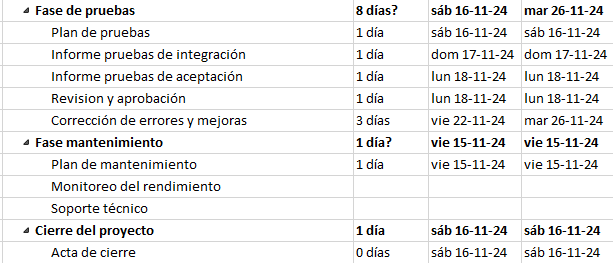 Fase de pruebas 8 días? sáb 16-11-24 mar 26-11-24
Plan de pruebas 1 día sáb 16-11-24 sáb 16-11-24
Informe pruebas de integración 1 día dom 17-11-24 dom 17-11-24
Informe pruebas de aceptación 1 día lun 18-11-24 lun 18-11-24
Revision y aprobación 1 día lun 18-11-24 lun 18-11-24
Corrección de errores y mejoras 3 días vie 22-11-24 mar 26-11-24
Fase mantenimiento 1 día? vie 15-11-24 vie 15-11-24
Plan de mantenimiento 1 día vie 15-11-24 vie 15-11-24
Monitoreo del rendimiento
Soporte técnico
Cierre del proyecto 1 día sáb 16-11-24 sáb 16-11-24
Acta de cierre 0 días sáb 16-11-24 sáb 16-11-24